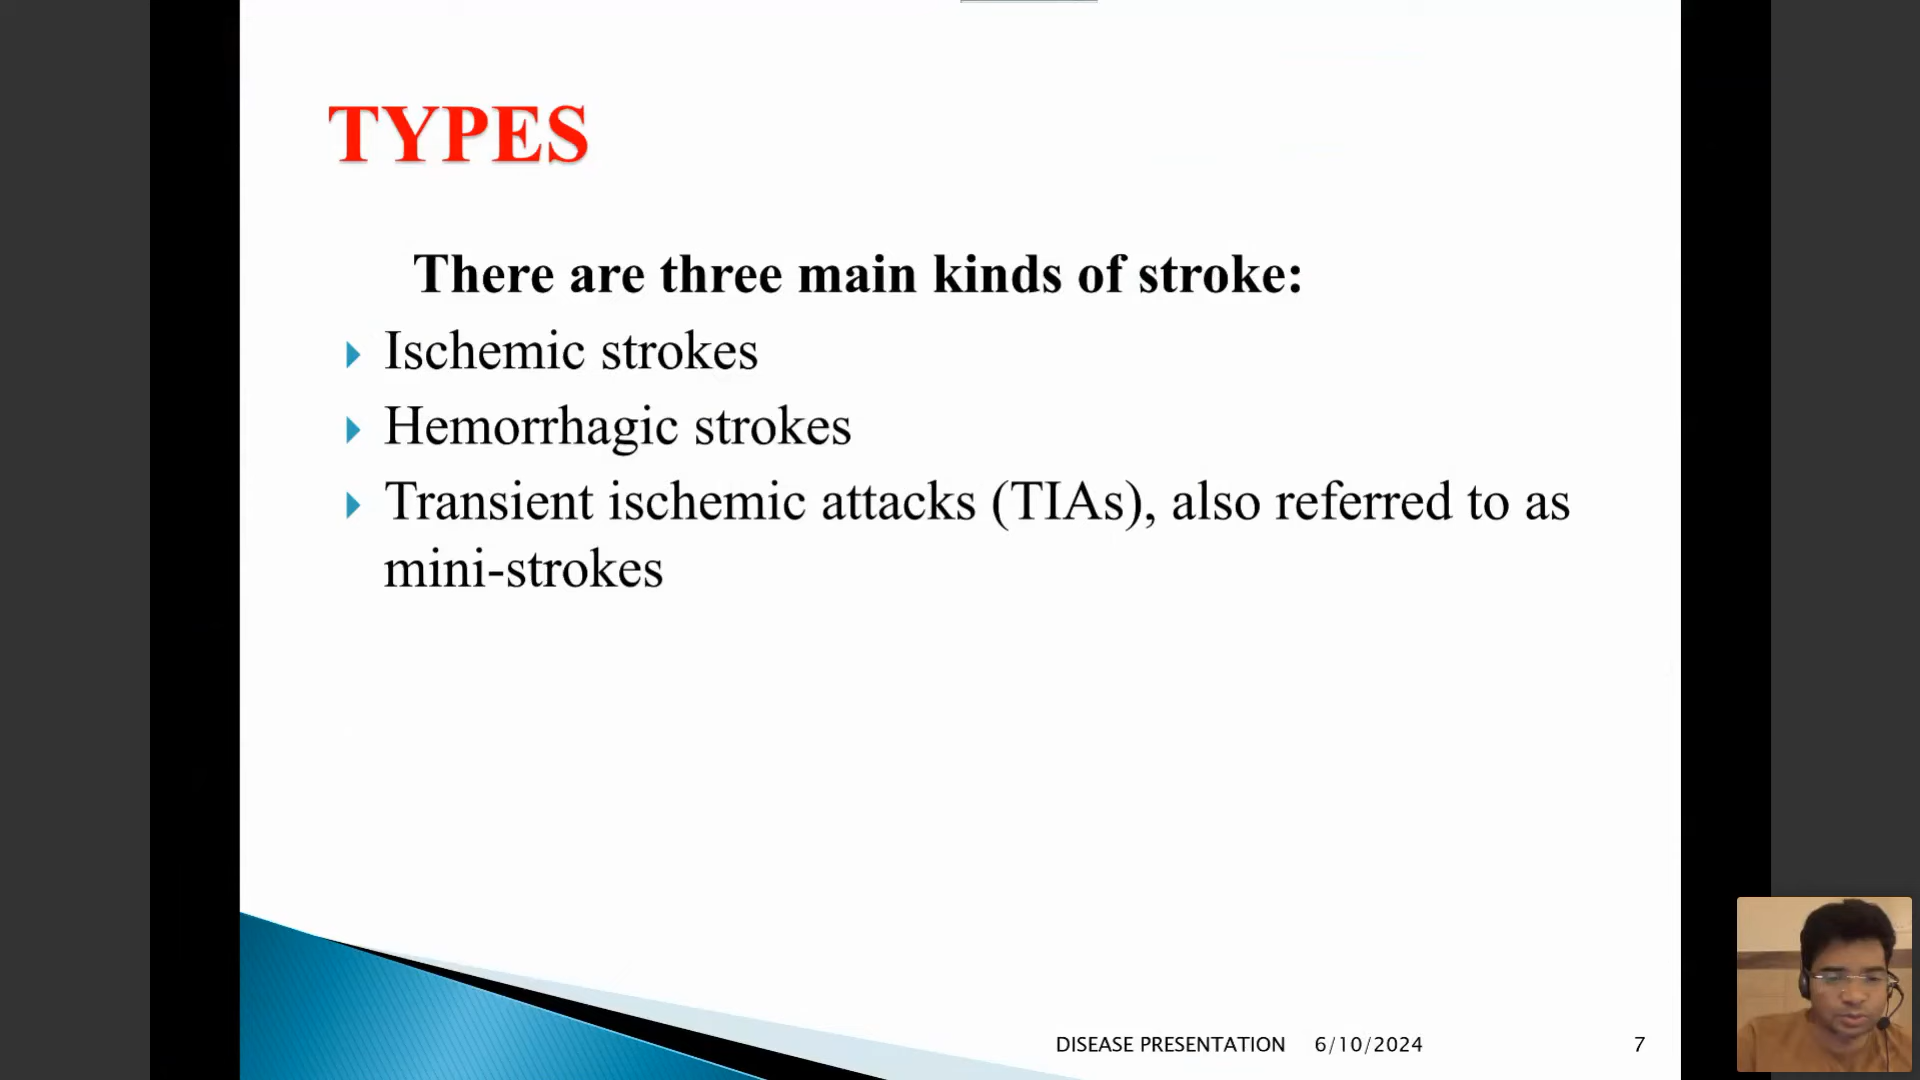 TYPES
There are three main kinds of stroke:
Ischemic strokes
Hemorrhagic strokes
Transient ischemic attacks (TIAs), also referred to as
mini-strokes
DISEASE PRESENTATION 6/10/2024 7